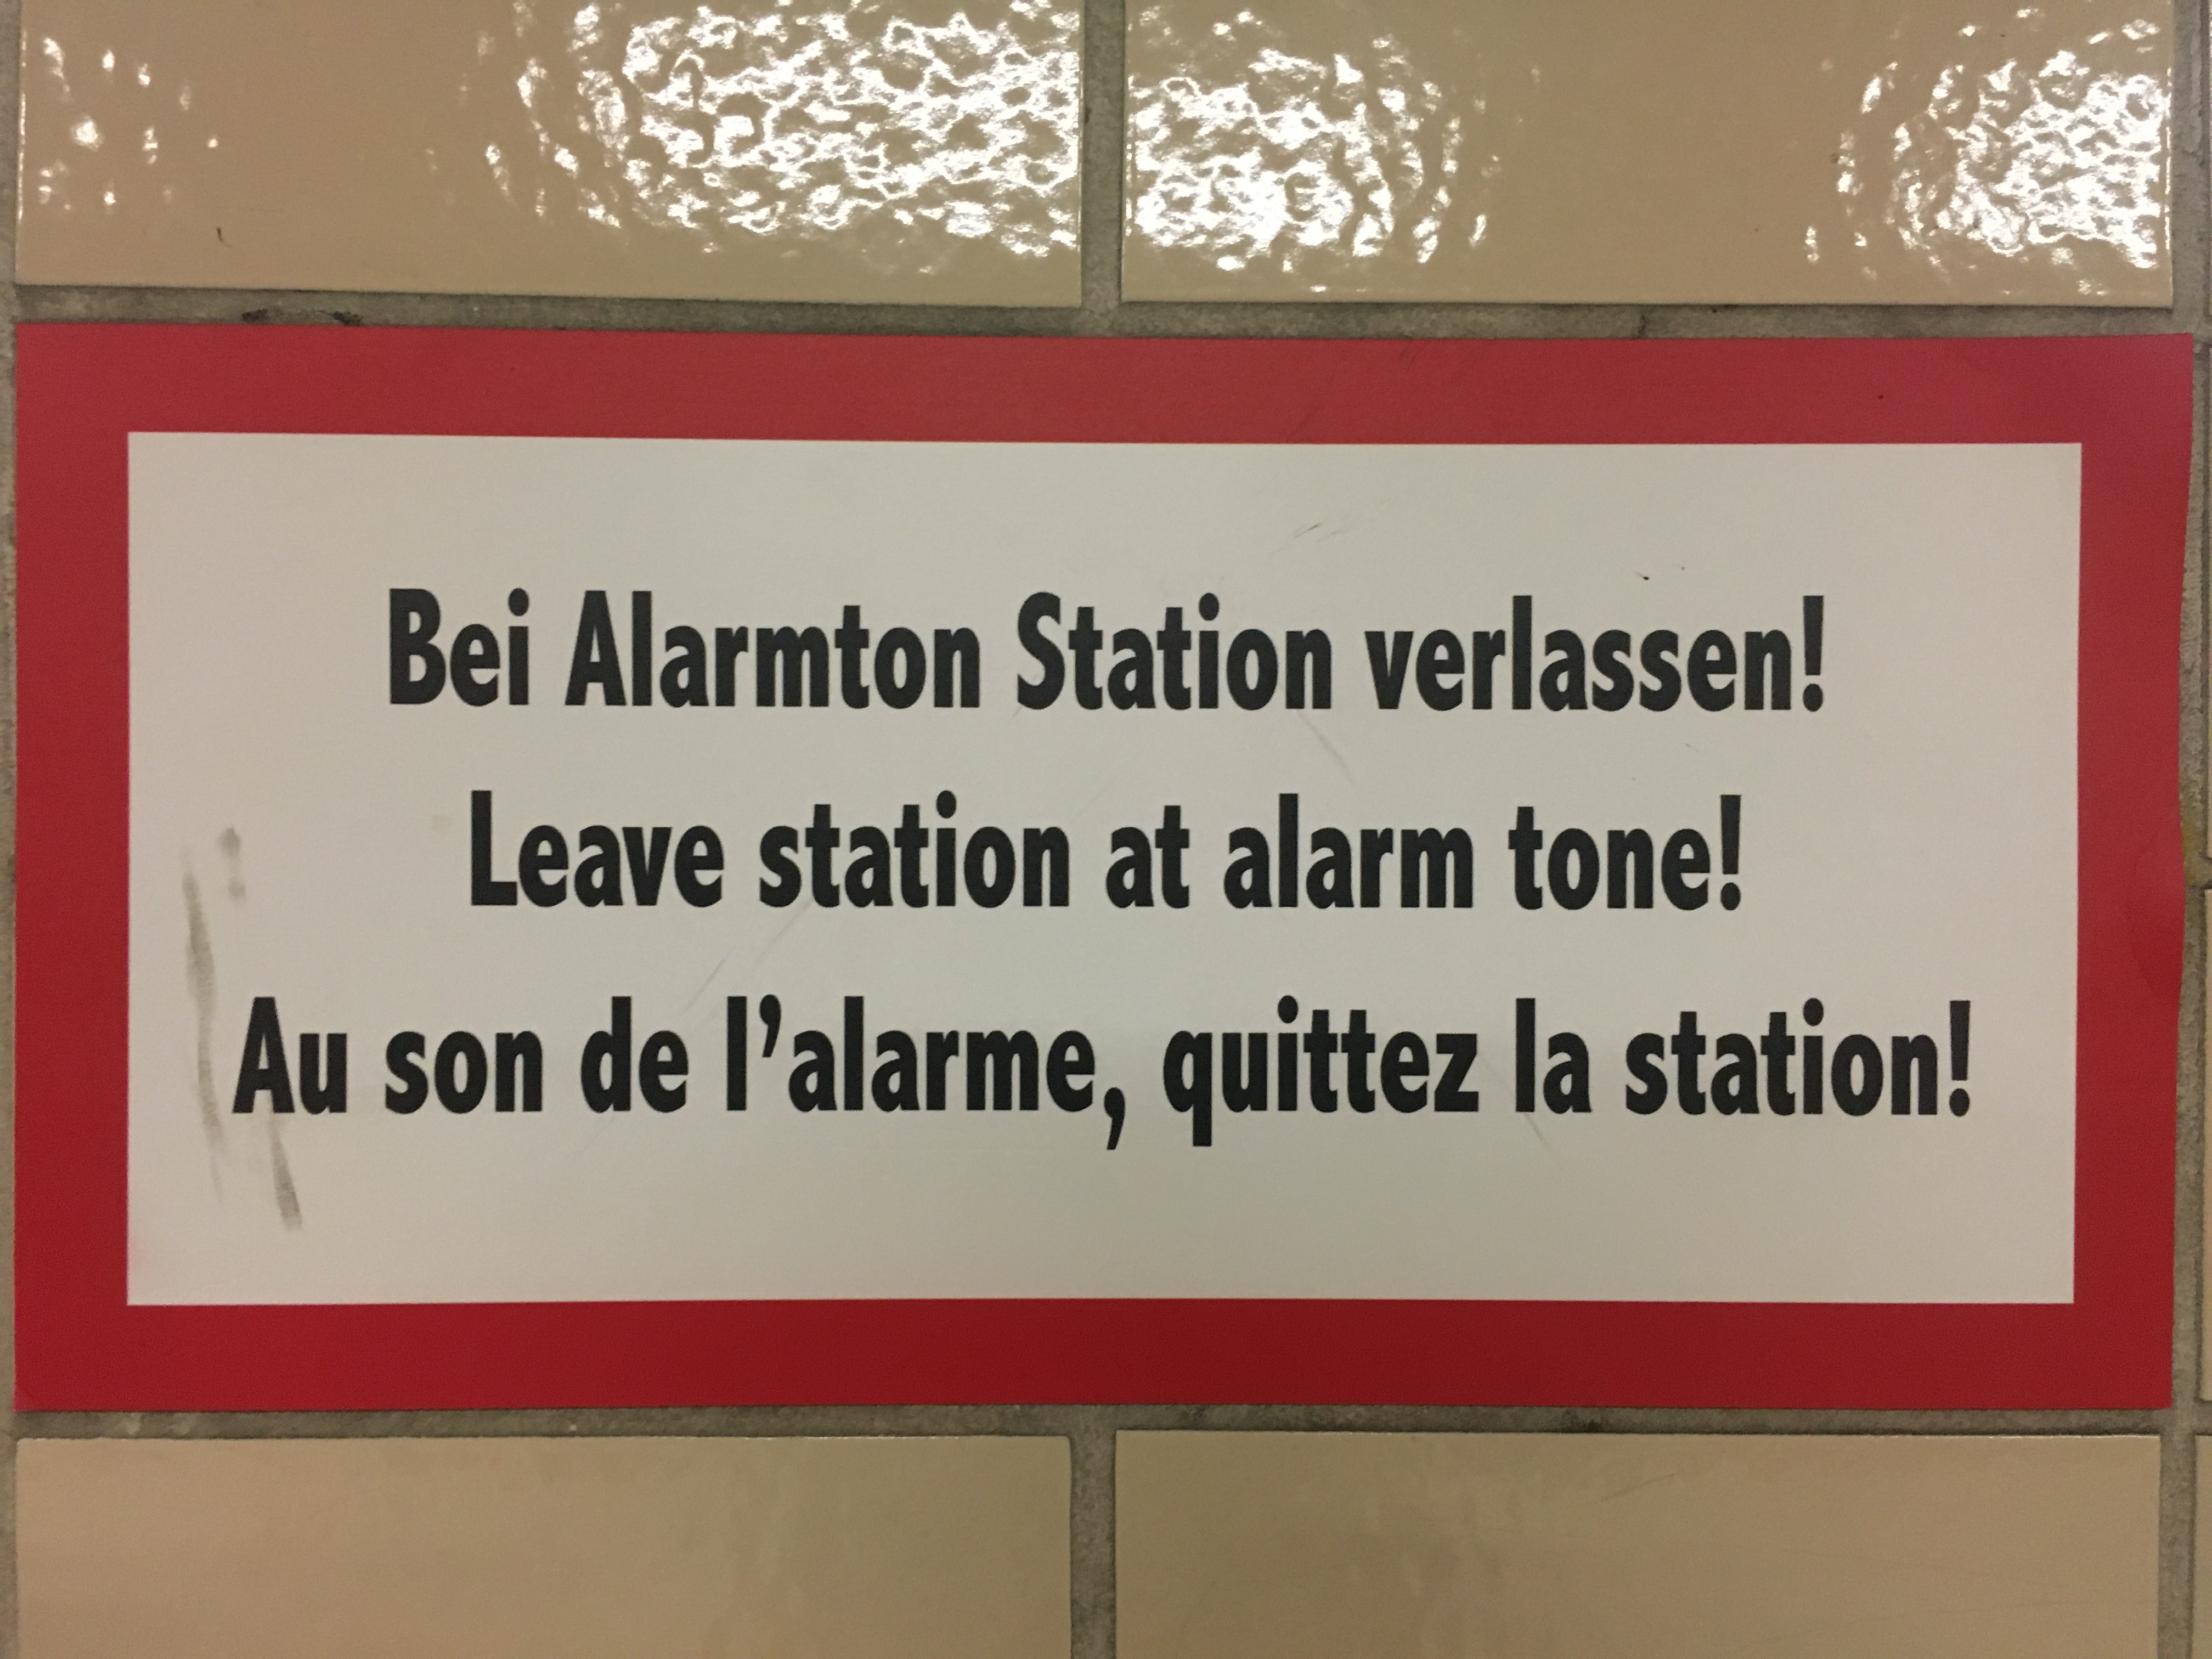 Bei Alarmton Station verlassen!
Leave station at alarm tone!
Au son de l’alarme, quittez la station!